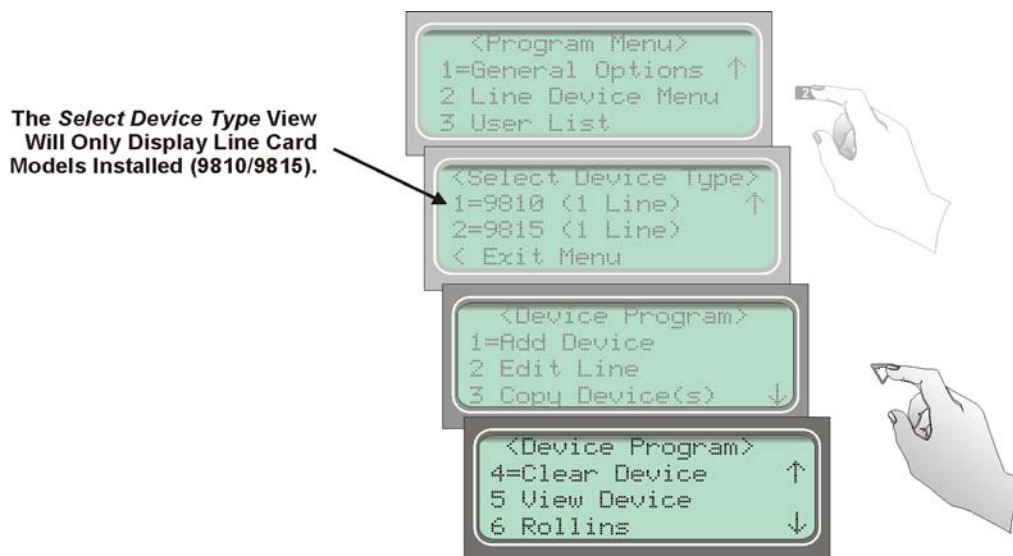 The Select Device Type View
Will Only Display Line Card
Models Installed (9810/9815).
<Program Menu>
1=General Options ↑
2 Line Device Menu
3 User List
2
<Select Device Type>
1=9810 (1 Line) ↑
2=9815 (1 Line)
< Exit Menu
<Device Program>
1=Add Device
2 Edit Line
3 Copy Device(s) ↓
<Device Program>
4=Clear Device ↑
5 View Device
6 Rollins ↓